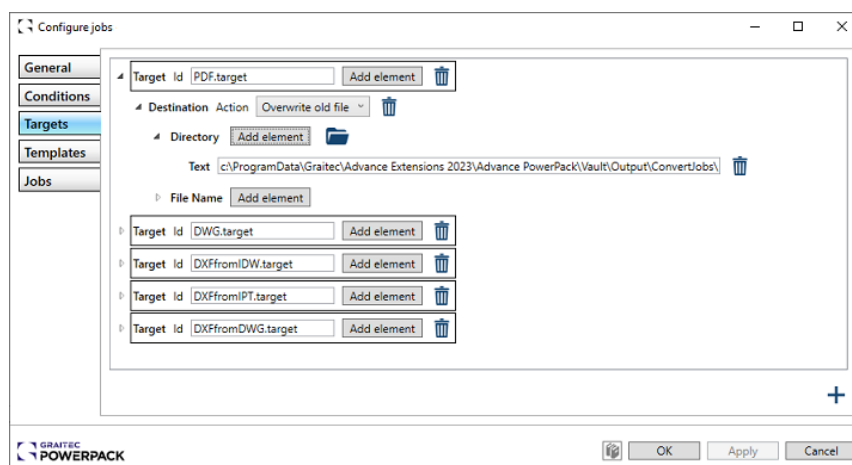 Configure jobs
General
Conditions
Targets
Templates
Jobs
Target Id PDF.target Add element
Destination Action Overwrite old file
Directory Add element
Text c:\ProgramData\Graitec\Advance Extensions 2023\Advance PowerPack\Vault\Output\ConvertJobs\
File Name Add element
Target Id DWG.target Add element
Target Id DXFfromIDW.target Add element
Target Id DXFfromIPT.target Add element
Target Id DXFfromDWG.target Add element
GRAITEC
POWERPACK
OK Apply Cancel